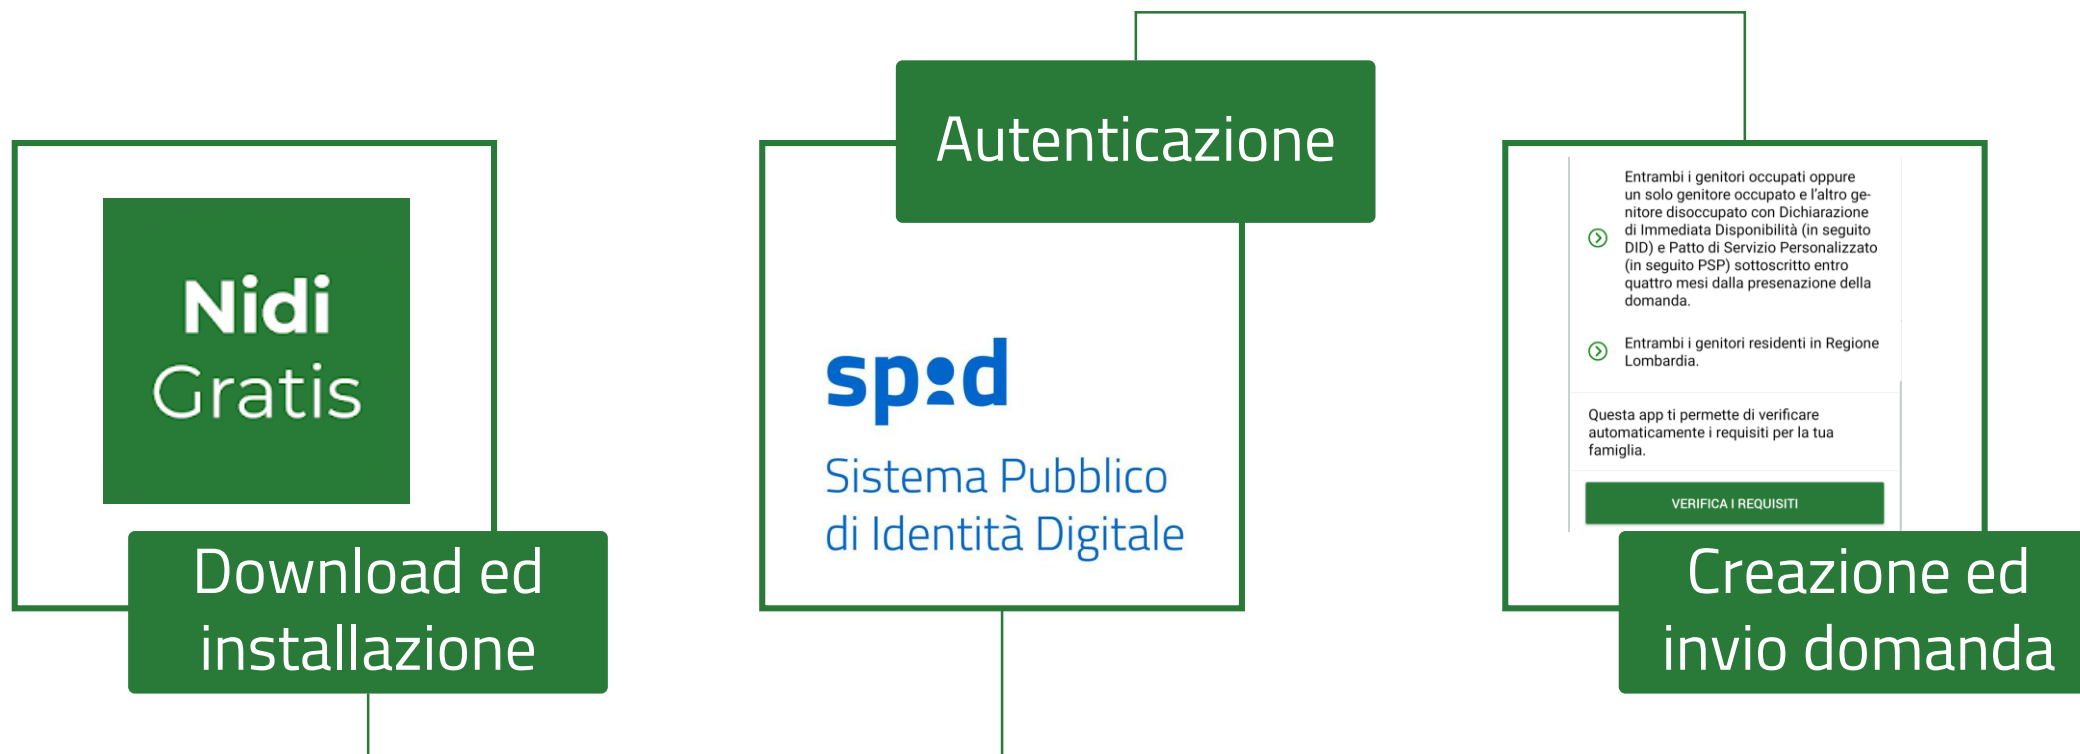 Nidi
Gratis
Download ed
installazione
Autenticazione
spid
Sistema Pubblico
di Identità Digitale
Entrambi i genitori occupati oppure
un solo genitore occupato e l'altro ge-
nitore disoccupato con Dichiarazione
di Immediata Disponibilità (in seguito
DID) e Patto di Servizio Personalizzato
(in seguito PSP) sottoscritto entro
quattro mesi dalla presenazione della
domanda.
Entrambi i genitori residenti in Regione
Lombardia.
Questa app ti permette di verificare
automaticamente i requisiti per la tua
famiglia.
VERIFICA I REQUISITI
Creazione ed
invio domanda